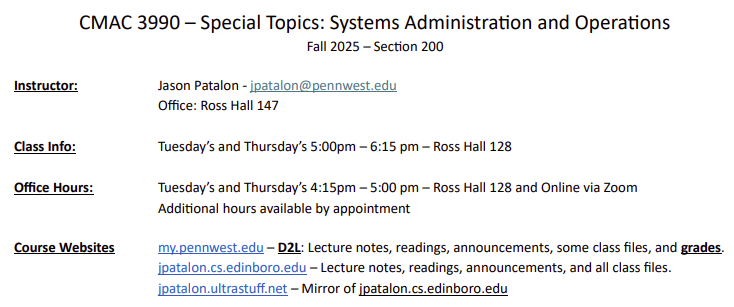 CMAC 3990 – Special Topics: Systems Administration and Operations
Fall 2025 – Section 200
Instructor: Jason Patalon - jpatalon@pennwest.edu
Office: Ross Hall 147
Class Info: Tuesday’s and Thursday’s 5:00pm – 6:15 pm – Ross Hall 128
Office Hours: Tuesday’s and Thursday’s 4:15pm – 5:00 pm – Ross Hall 128 and Online via Zoom
Additional hours available by appointment
Course Websites my.pennwest.edu – D2L: Lecture notes, readings, announcements, some class files, and grades.
jpatalon.cs.edinboro.edu – Lecture notes, readings, announcements, and all class files.
jpatalon.ultrastuff.net – Mirror of jpatalon.cs.edinboro.edu